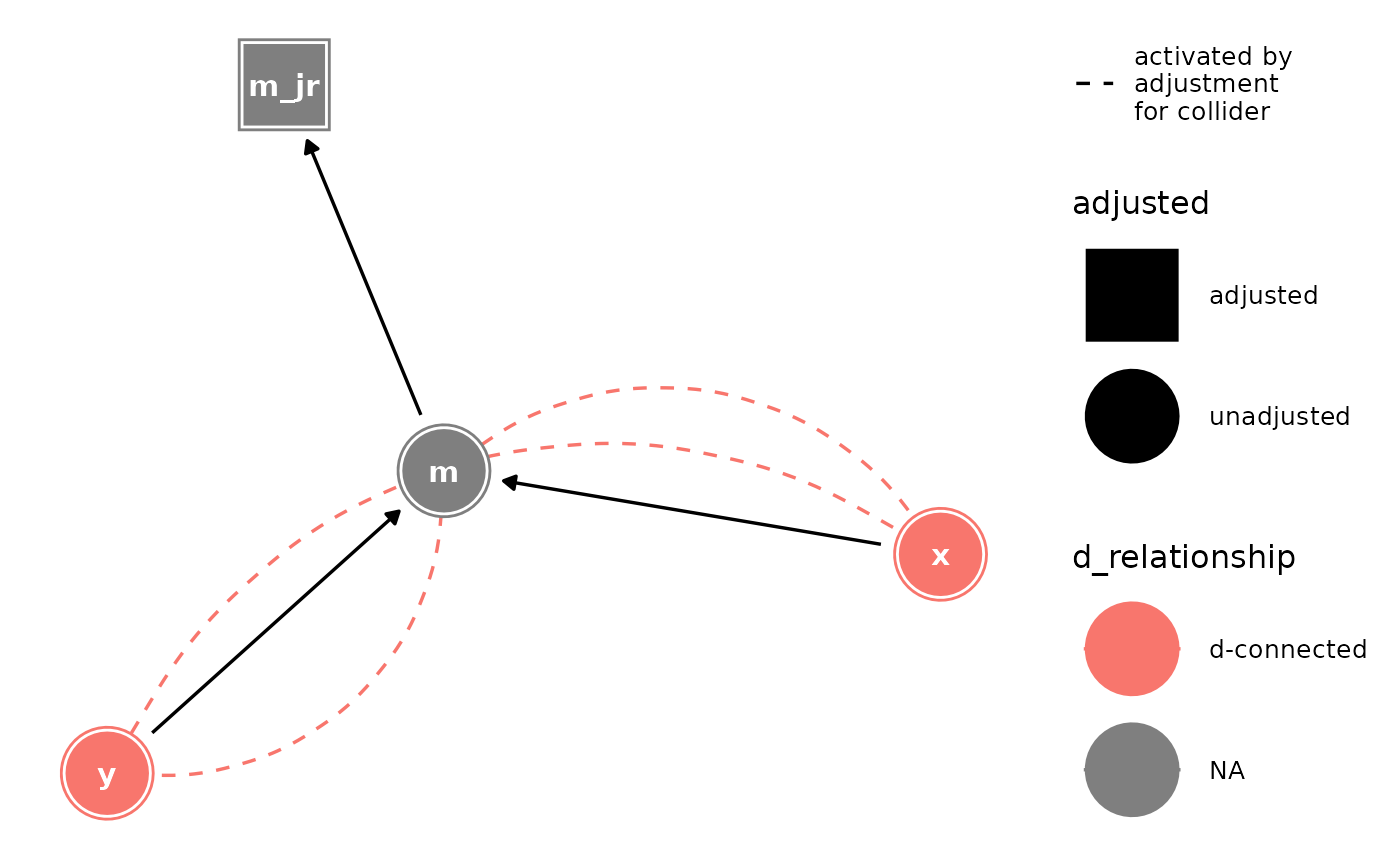 m_jr
m
x
y
activated by
adjustment
for collider
adjusted
adjusted
unadjusted
d_relationship
d-connected
NA